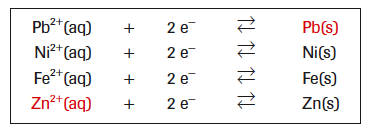 Pb²⁺(aq) + 2 e⁻ ⇄ Pb(s)
Ni²⁺(aq) + 2 e⁻ ⇄ Ni(s)
Fe²⁺(aq) + 2 e⁻ ⇄ Fe(s)
Zn²⁺(aq) + 2 e⁻ ⇄ Zn(s)